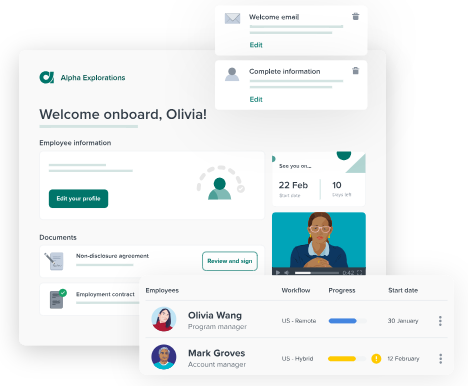 Welcome email
Edit
Complete information
Edit
Alpha Explorations
Welcome onboard, Olivia!
Employee information
Edit your profile
See you on...
22 Feb
Start date
10
Days left
0:42
Documents
Non-disclosure agreement
Review and sign
Employment contract
Employees
Workflow
Progress
Start date
Olivia Wang
Program manager
US - Remote
30 January
Mark Groves
Account manager
US - Hybrid
12 February